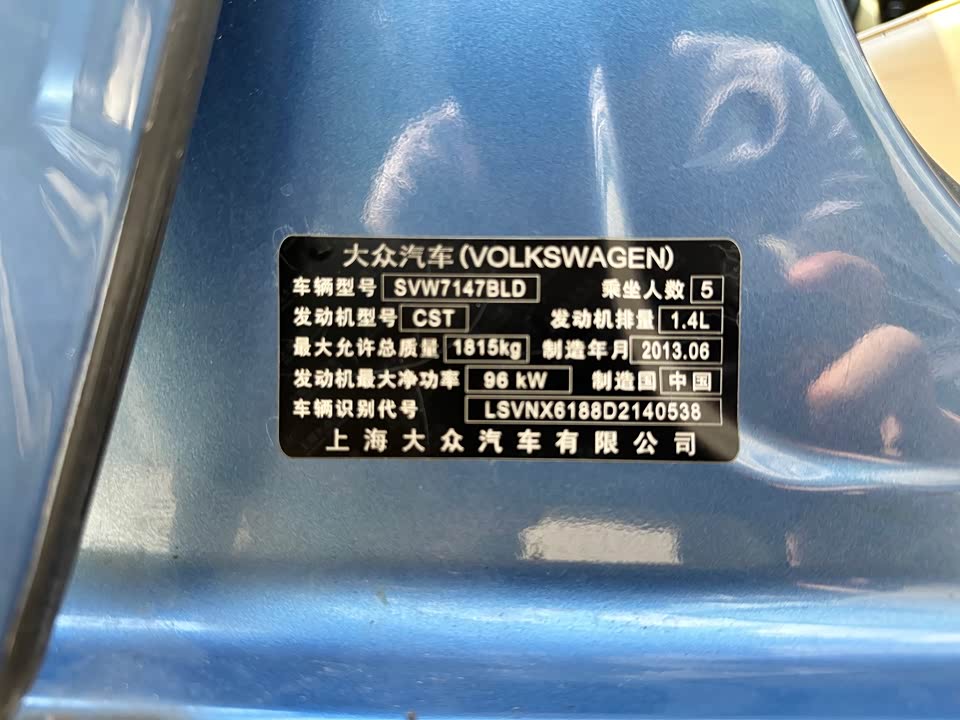 大众汽车(VOLKSWAGEN)
车辆型号 SVW7147BLD 乘坐人数 5
发动机型号 CST 发动机排量 1.4L
最大允许总质量 1815kg 制造年月 2013.06
发动机最大净功率 96 kW 制造国 中国
车辆识别代号 LSVNX6188D2140538
上海大众汽车有限公司